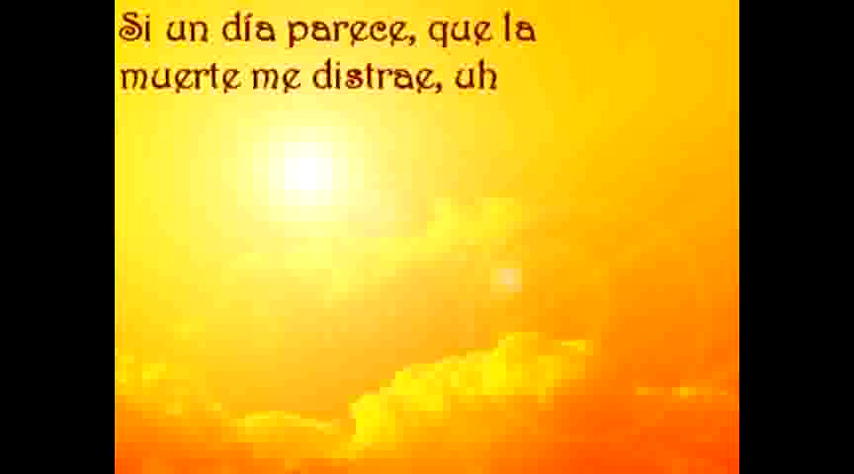 Si un día parece, que la
muerte me distrae, uh